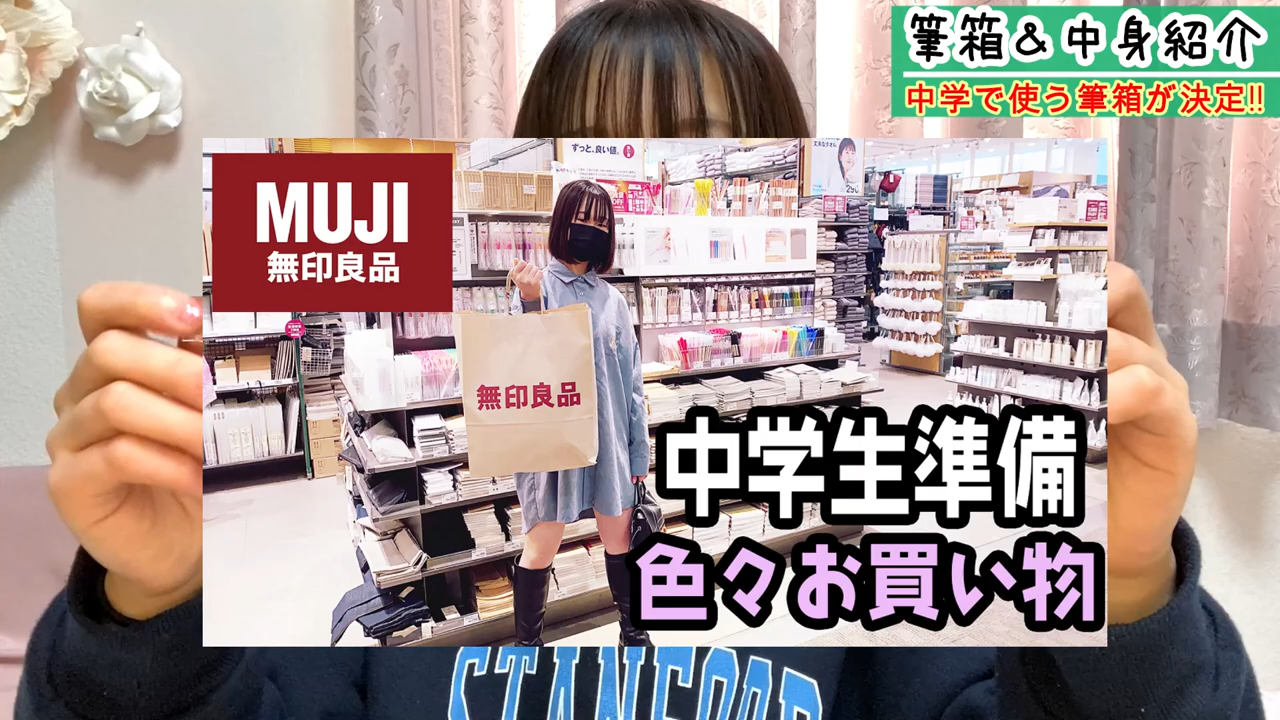 筆箱&中身紹介
中学で使う筆箱が決定!!
MUJI
無印良品
ずっと、良い値。
無印良品
中学生準備
色々お買い物
STANFORD